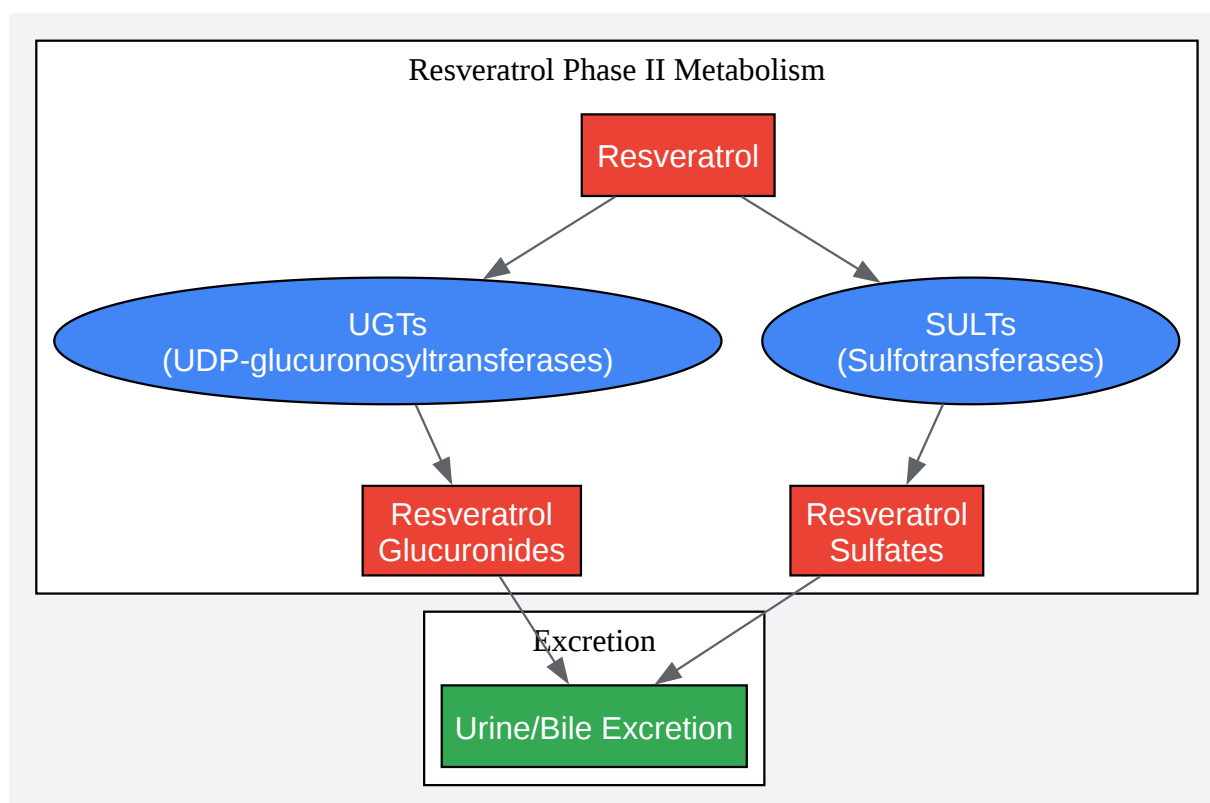 Resveratrol Phase II Metabolism
Resveratrol
UGTs
(UDP-glucuronosyltransferases)
SULTs
(Sulfotransferases)
Resveratrol
Glucuronides
Resveratrol
Sulfates
Excretion
Urine/Bile Excretion